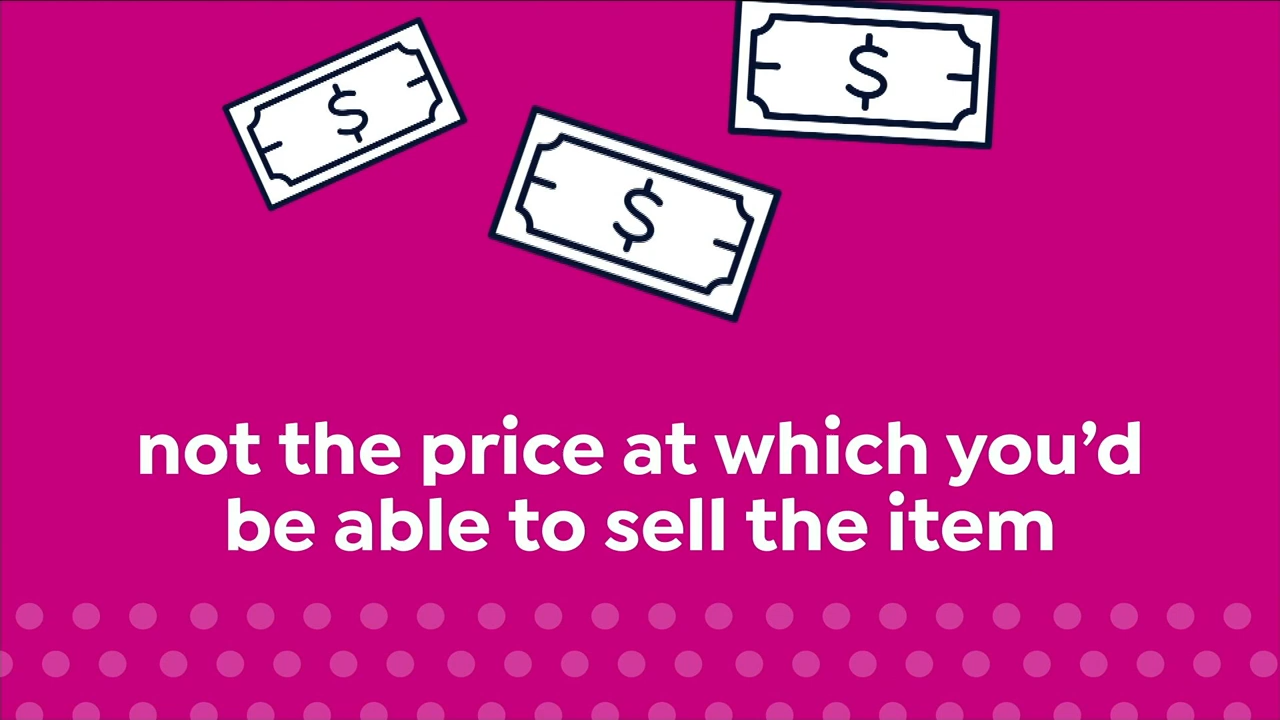 $
$
$
not the price at which you’d
be able to sell the item